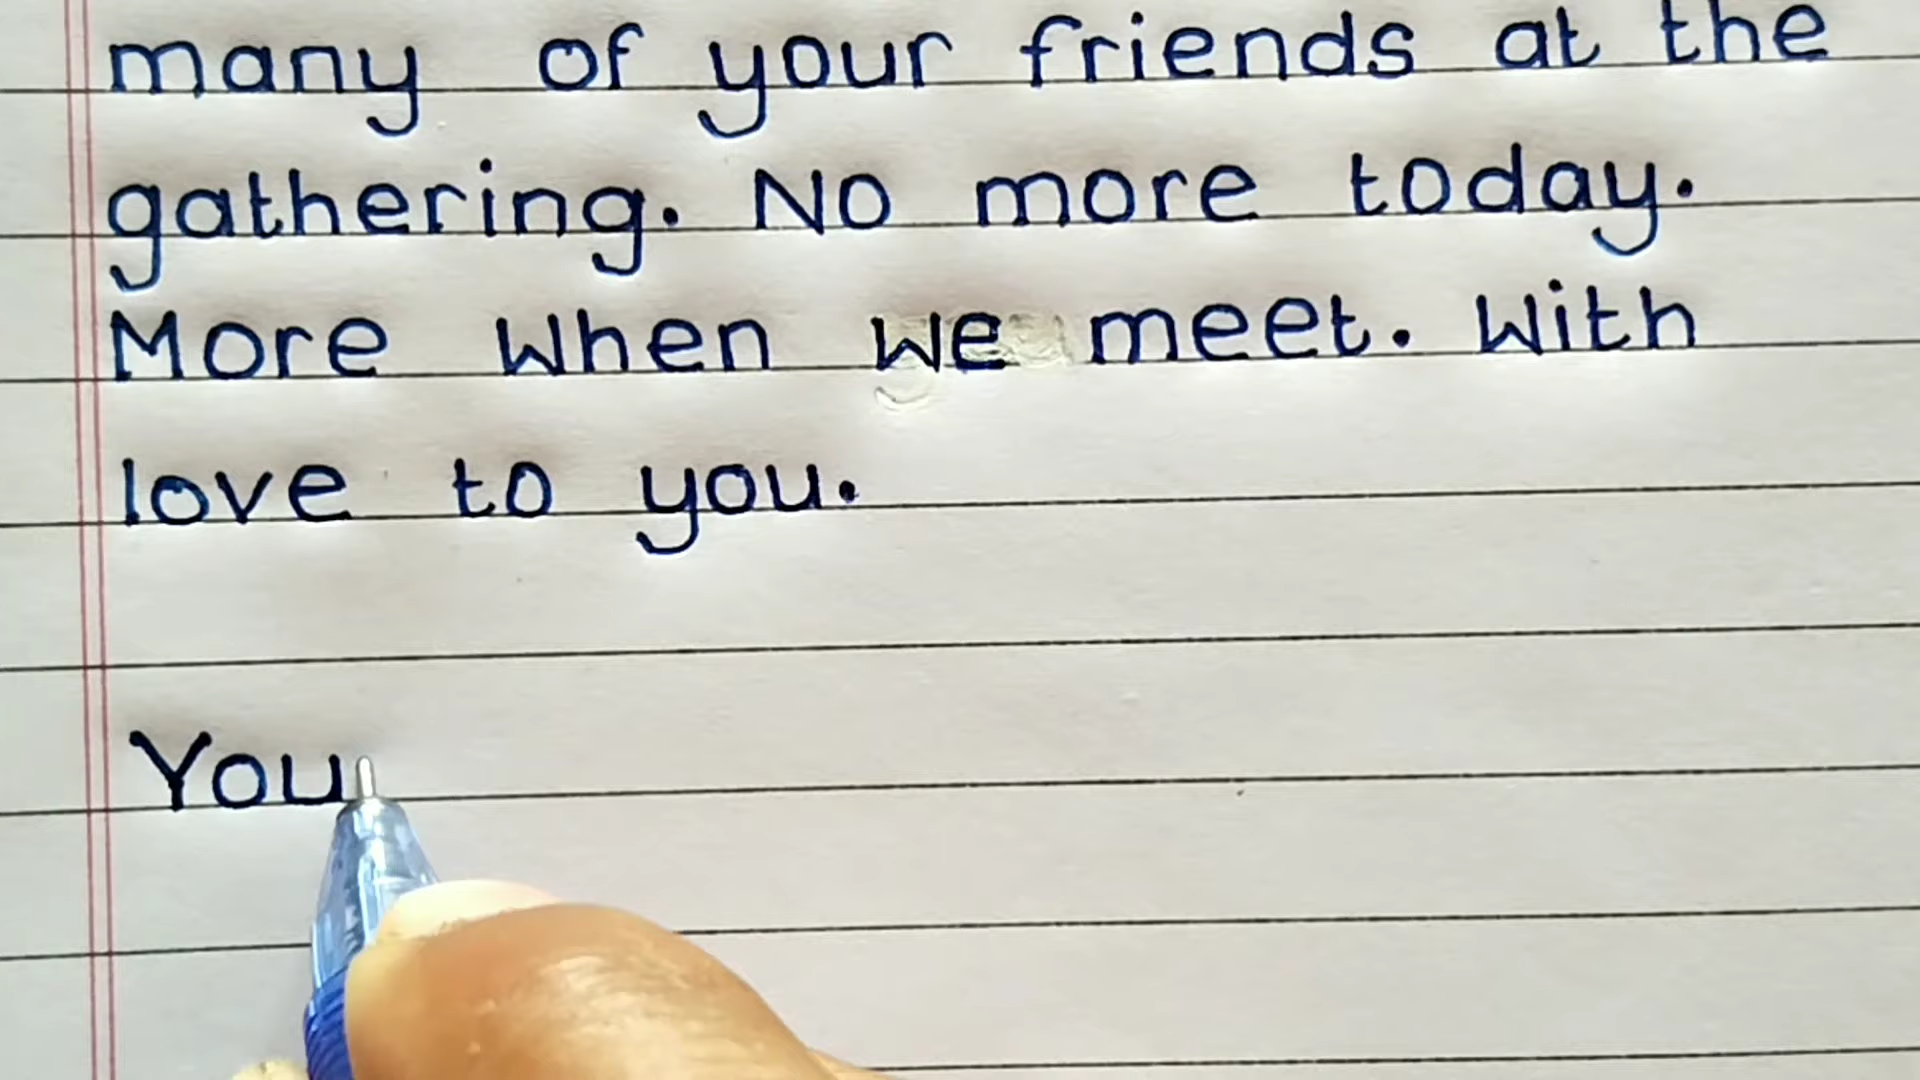 many of your friends at the
gathering. No more today.
More when we meet. With
love to you.
You